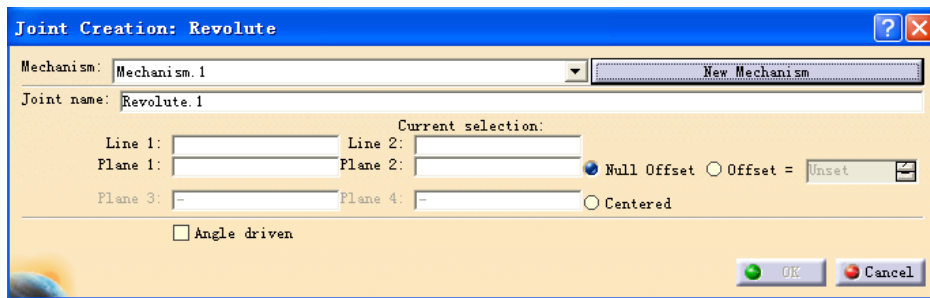 Joint Creation: Revolute ?
Mechanism: Mechanism.1 New Mechanism
Joint name: Revolute.1
Current selection:
Line 1: Line 2:
Plane 1: Plane 2: Null Offset Offset = Unset
Plane 3: - Plane 4: - Centered
Angle driven
OK Cancel